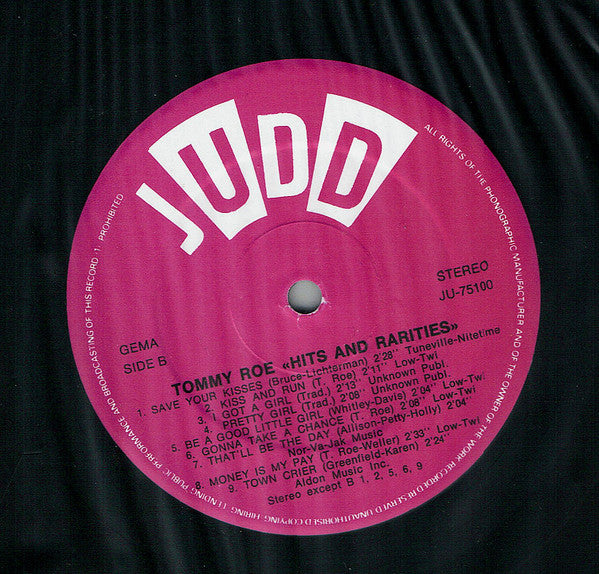 JUDD
GEMA
SIDE B
STEREO
JU-75100
TOMMY ROE «HITS AND RARITIES»
1. SAVE YOUR KISSES (Bruce-Lichterman) 2'28'' Tuneville-Nitetime
2. KISS AND RUN (T. Roe) 2'11'' Low-Twi
3. I GOT A GIRL (Trad.) 2'13'' Unknown Publ.
4. PRETTY GIRL (Trad.) 2'08'' Unknown Publ.
5. BE A GOOD LITTLE GIRL (Whitley-Davis) 2'04'' Low-Twi
6. GONNA TAKE A CHANCE (T. Roe) 2'06'' Low-Twi
7. THAT'LL BE THE DAY (Allison-Petty-Holly) 2'04''
Nor-Va-Jak Music
8. MONEY IS MY PAY (T. Roe-Weller) 2'33'' Low-Twi
9. TOWN CRIER (Greenfield-Karen) 2'24''
Aldon Music Inc.
Stereo except B 1, 2, 5, 6, 9
ALL RIGHTS OF THE PHONOGRAPHIC MANUFACTURER AND OF THE OWNER OF THE WORK RECORDED RESERVED UNAUTHORISED COPYING · HIRING · LENDING PUBLIC PERFORMANCE AND BROADCASTING OF THIS RECORD 1. PROHIBITED